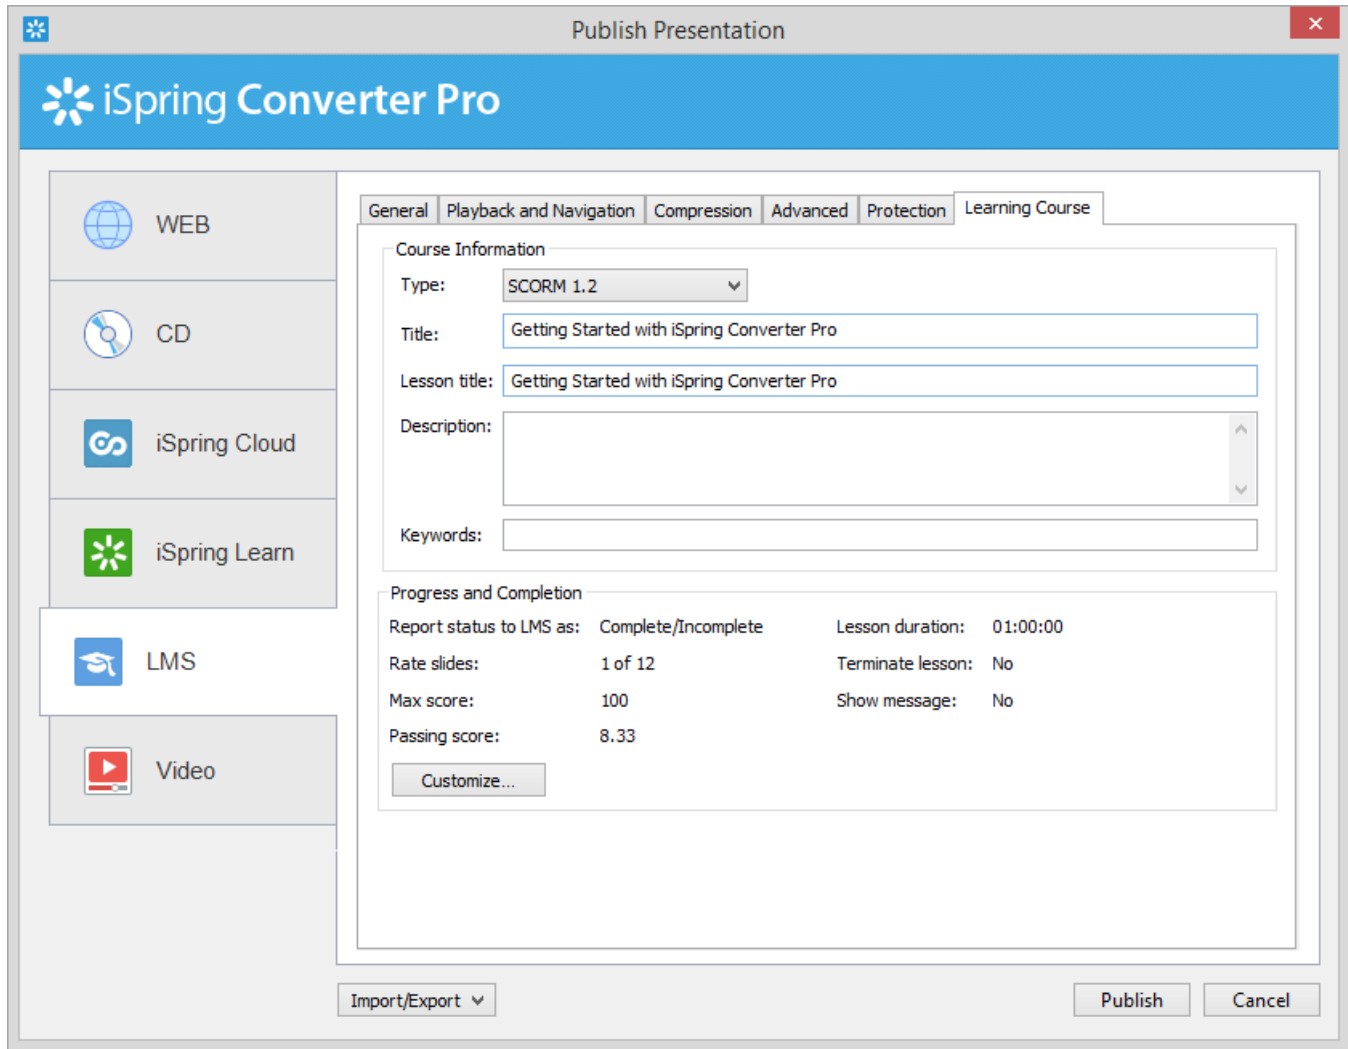 Publish Presentation
iSpring Converter Pro
WEB
CD
iSpring Cloud
iSpring Learn
LMS
Video
General Playback and Navigation Compression Advanced Protection Learning Course
Course Information
Type: SCORM 1.2
Title: Getting Started with iSpring Converter Pro
Lesson title: Getting Started with iSpring Converter Pro
Description:
Keywords:
Progress and Completion
Report status to LMS as: Complete/Incomplete Lesson duration: 01:00:00
Rate slides: 1 of 12 Terminate lesson: No
Max score: 100 Show message: No
Passing score: 8.33
Customize...
Import/Export Publish Cancel